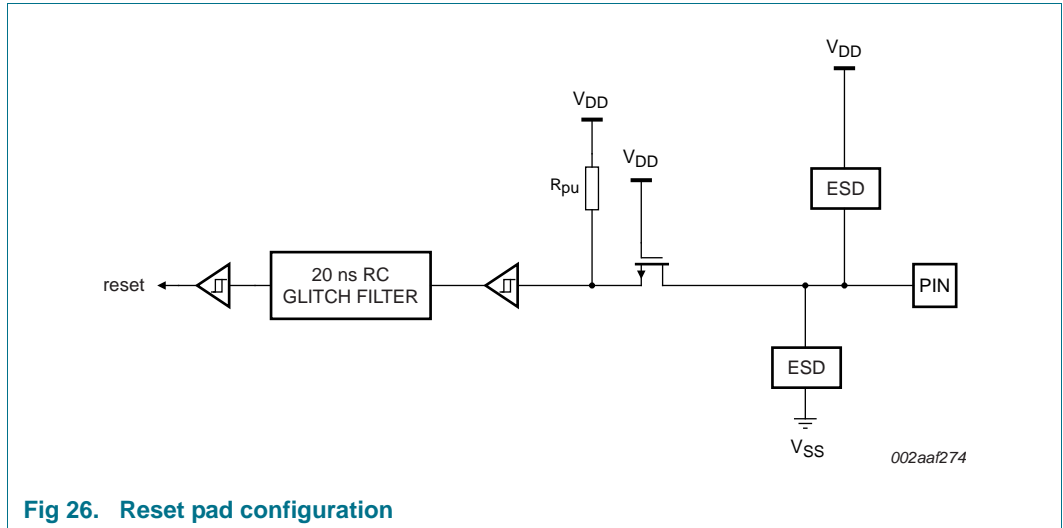 VDD
VDD
VDD
Rpu
ESD
reset
20 ns RC
GLITCH FILTER
PIN
ESD
VSS
002aaf274
Fig 26. Reset pad configuration